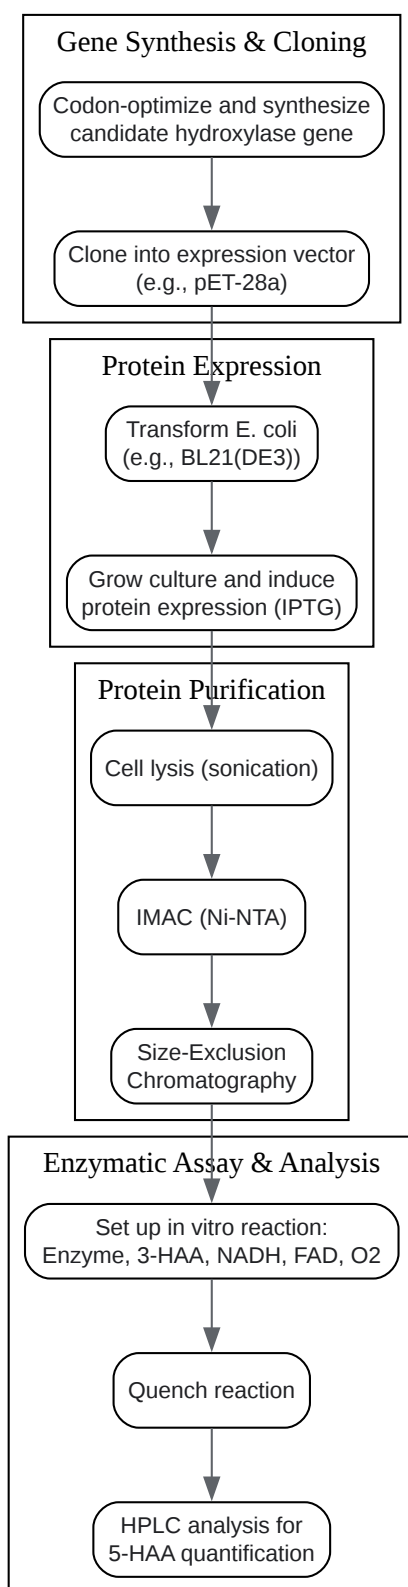 Gene Synthesis & Cloning
Codon-optimize and synthesize
candidate hydroxylase gene
Clone into expression vector
(e.g., pET-28a)
Protein Expression
Transform E. coli
(e.g., BL21(DE3))
Grow culture and induce
protein expression (IPTG)
Protein Purification
Cell lysis (sonication)
IMAC (Ni-NTA)
Size-Exclusion
Chromatography
Enzymatic Assay & Analysis
Set up in vitro reaction:
Enzyme, 3-HAA, NADH, FAD, O2
Quench reaction
HPLC analysis for
5-HAA quantification